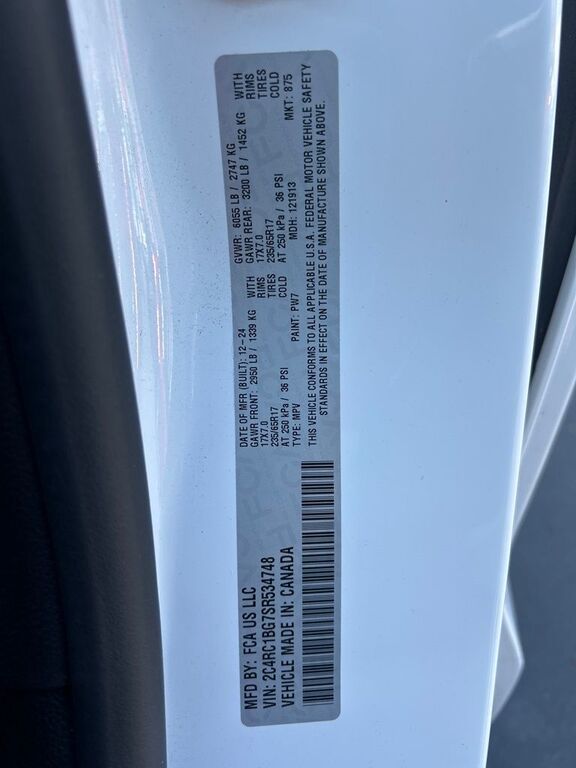 MFD BY: FCA US LLC
VIN: 2C4RC1BG7SR534748
VEHICLE MADE IN: CANADA
DATE OF MFR (BUILT): 12-24
GAWR FRONT: 2950 LB / 1339 KG WITH
17X7.0 RIMS
235/65R17 TIRES
AT 250 kPa / 36 PSI COLD
TYPE: MPV PAINT: PW7
GVWR: 6055 LB / 2747 KG
GAWR REAR: 3200 LB / 1452 KG WITH
17X7.0 RIMS
235/65R17 TIRES
AT 250 kPa / 36 PSI COLD
MDH: 121913 MKT: 875
THIS VEHICLE CONFORMS TO ALL APPLICABLE U.S.A. FEDERAL MOTOR VEHICLE SAFETY
STANDARDS IN EFFECT ON THE DATE OF MANUFACTURE SHOWN ABOVE.